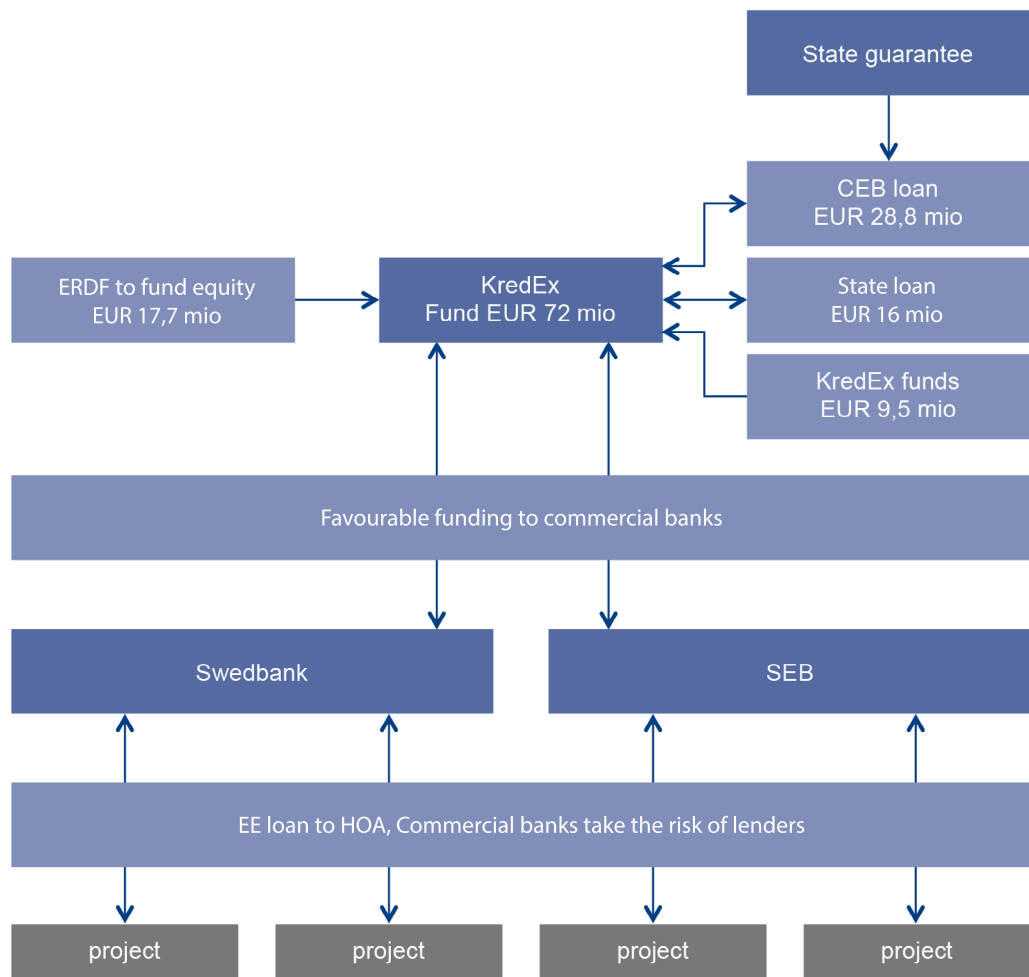 State guarantee
CEB loan
EUR 28,8 mio
ERDF to fund equity
EUR 17,7 mio
KredEx
Fund EUR 72 mio
State loan
EUR 16 mio
KredEx funds
EUR 9,5 mio
Favourable funding to commercial banks
Swedbank
SEB
EE loan to HOA, Commercial banks take the risk of lenders
project
project
project
project